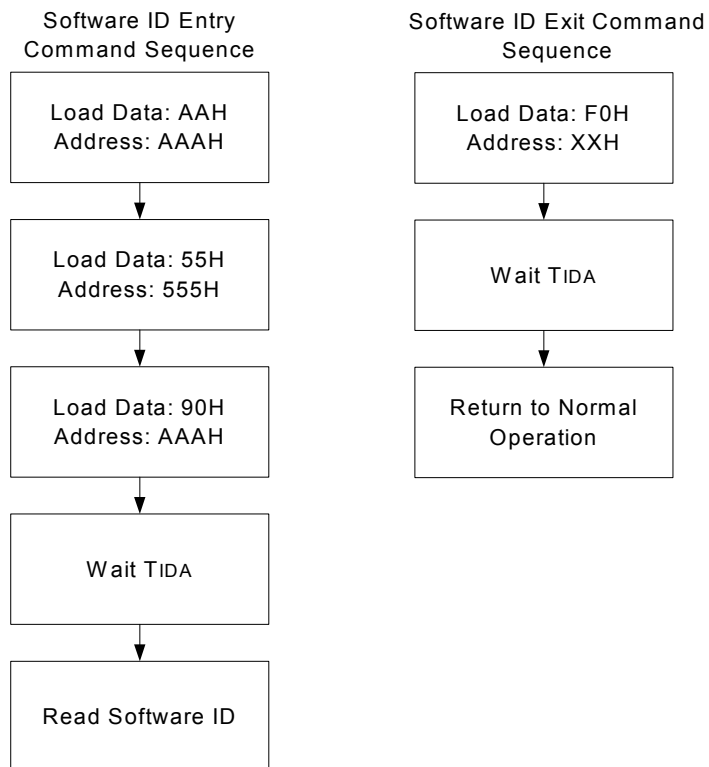 Software ID Entry
Command Sequence
Load Data: AAH
Address: AAAH
Load Data: 55H
Address: 555H
Load Data: 90H
Address: AAAH
Wait TIDA
Read Software ID
Software ID Exit Command
Sequence
Load Data: F0H
Address: XXH
Wait TIDA
Return to Normal
Operation